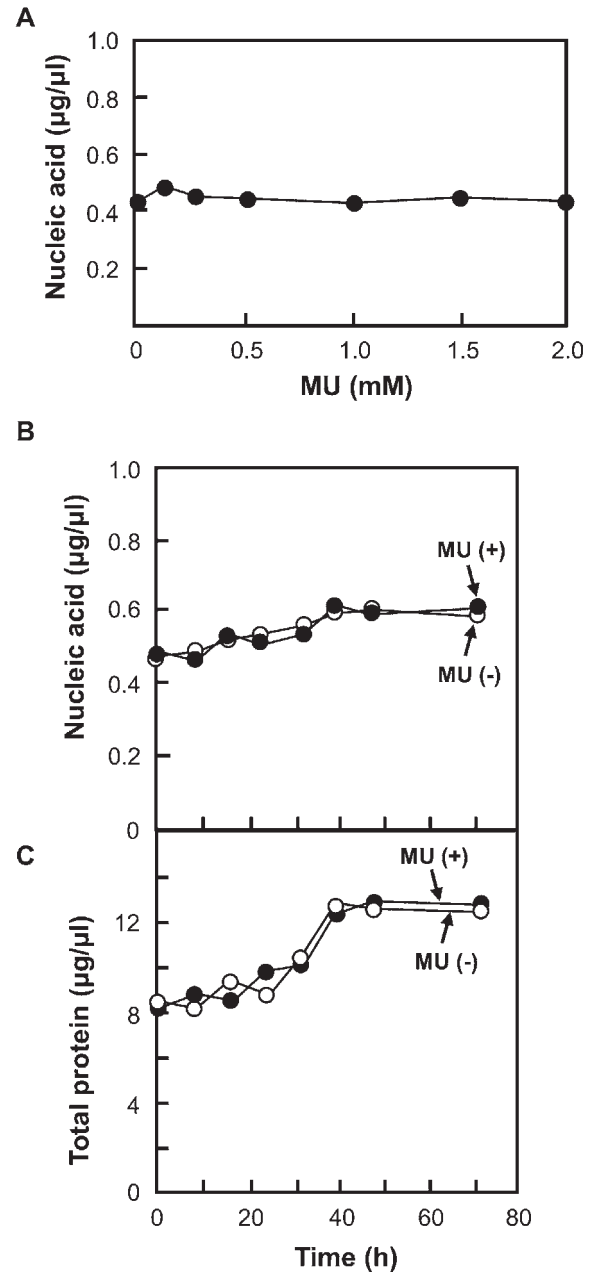 A
Nucleic acid (µg/µl)
1.0
0.8
0.6
0.4
0.2
0 0.5 1.0 1.5 2.0
MU (mM)
B
Nucleic acid (µg/µl)
1.0
0.8
0.6
0.4
0.2
0
MU (+)
MU (-)
C
Total protein (µg/µl)
12
8
4
0
MU (+)
MU (-)
0 20 40 60 80
Time (h)